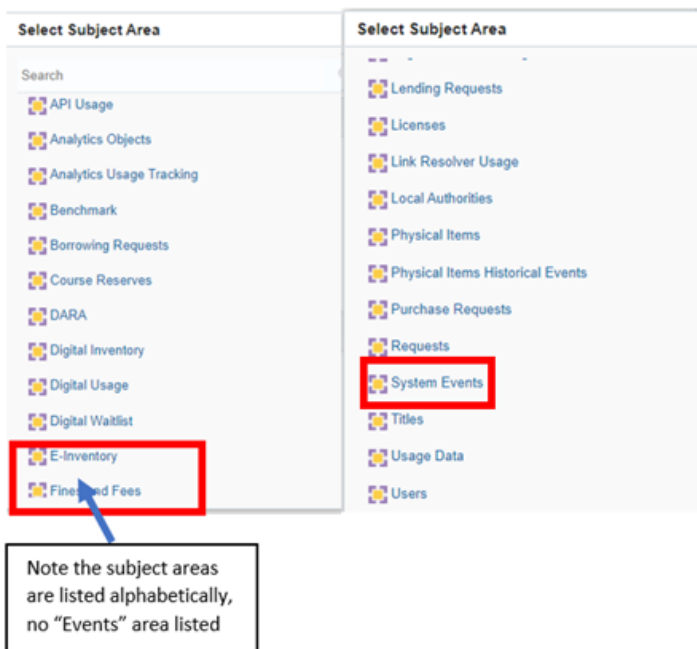 Select Subject Area
Search
API Usage
Analytics Objects
Analytics Usage Tracking
Benchmark
Borrowing Requests
Course Reserves
DARA
Digital Inventory
Digital Usage
Digital Waitlist
E-Inventory
Fines and Fees
Select Subject Area
Lending Requests
Licenses
Link Resolver Usage
Local Authorities
Physical Items
Physical Items Historical Events
Purchase Requests
Requests
System Events
Titles
Usage Data
Users
Note the subject areas
are listed alphabetically,
no “Events” area listed